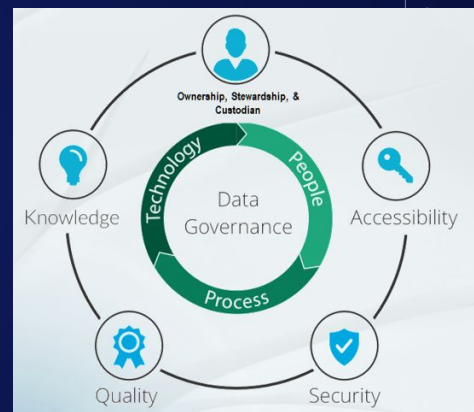 Ownership, Stewardship, &
Custodian
Technology
People
Data
Governance
Process
Knowledge
Accessibility
Quality
Security